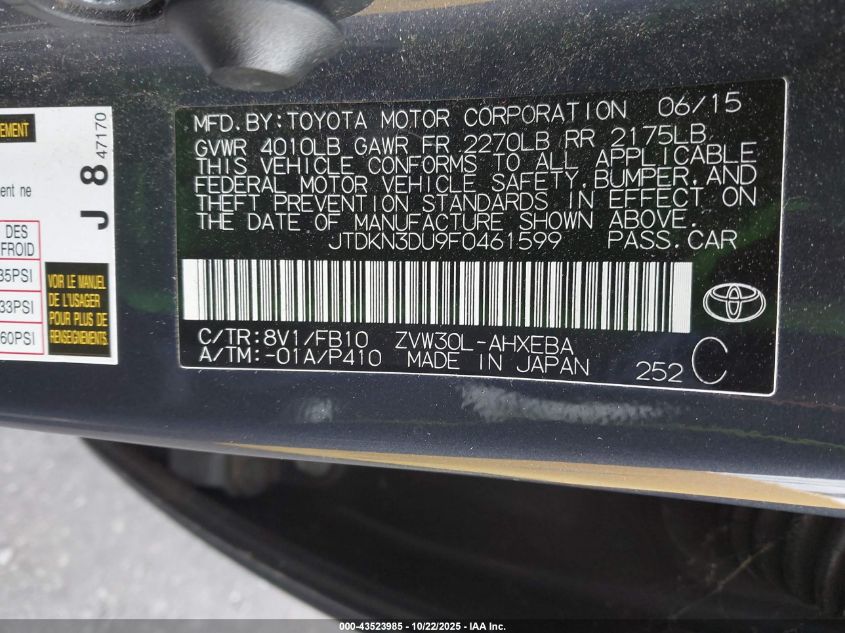 EMENT
47170
J 8
ent ne
DES
FROID
35PSI
33PSI
60PSI
VOIR LE MANUEL
DE L'USAGER
POUR PLUS DE
RENSEIGNEMENTS
MFD. BY: TOYOTA MOTOR CORPORATION 06/15
GVWR 4010LB GAWR FR 2270LB RR 2175LB
THIS VEHICLE CONFORMS TO ALL APPLICABLE
FEDERAL MOTOR VEHICLE SAFETY, BUMPER, AND
THEFT PREVENTION STANDARDS IN EFFECT ON
THE DATE OF MANUFACTURE SHOWN ABOVE.
JTDKN3DU9F0461599 PASS. CAR
C/TR: 8V1/FB10 ZVW30L-AHXEBA
A/TM: -01A/P410 MADE IN JAPAN 252 C
000-43523985 - 10/22/2025 - IAA Inc.